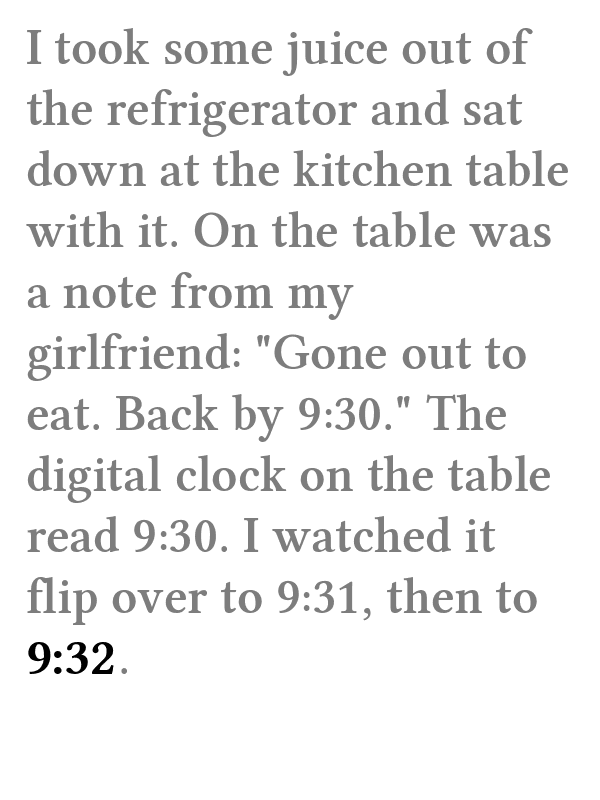 I took some juice out of
the refrigerator and sat
down at the kitchen table
with it. On the table was
a note from my
girlfriend: "Gone out to
eat. Back by 9:30." The
digital clock on the table
read 9:30. I watched it
flip over to 9:31, then to
9:32.